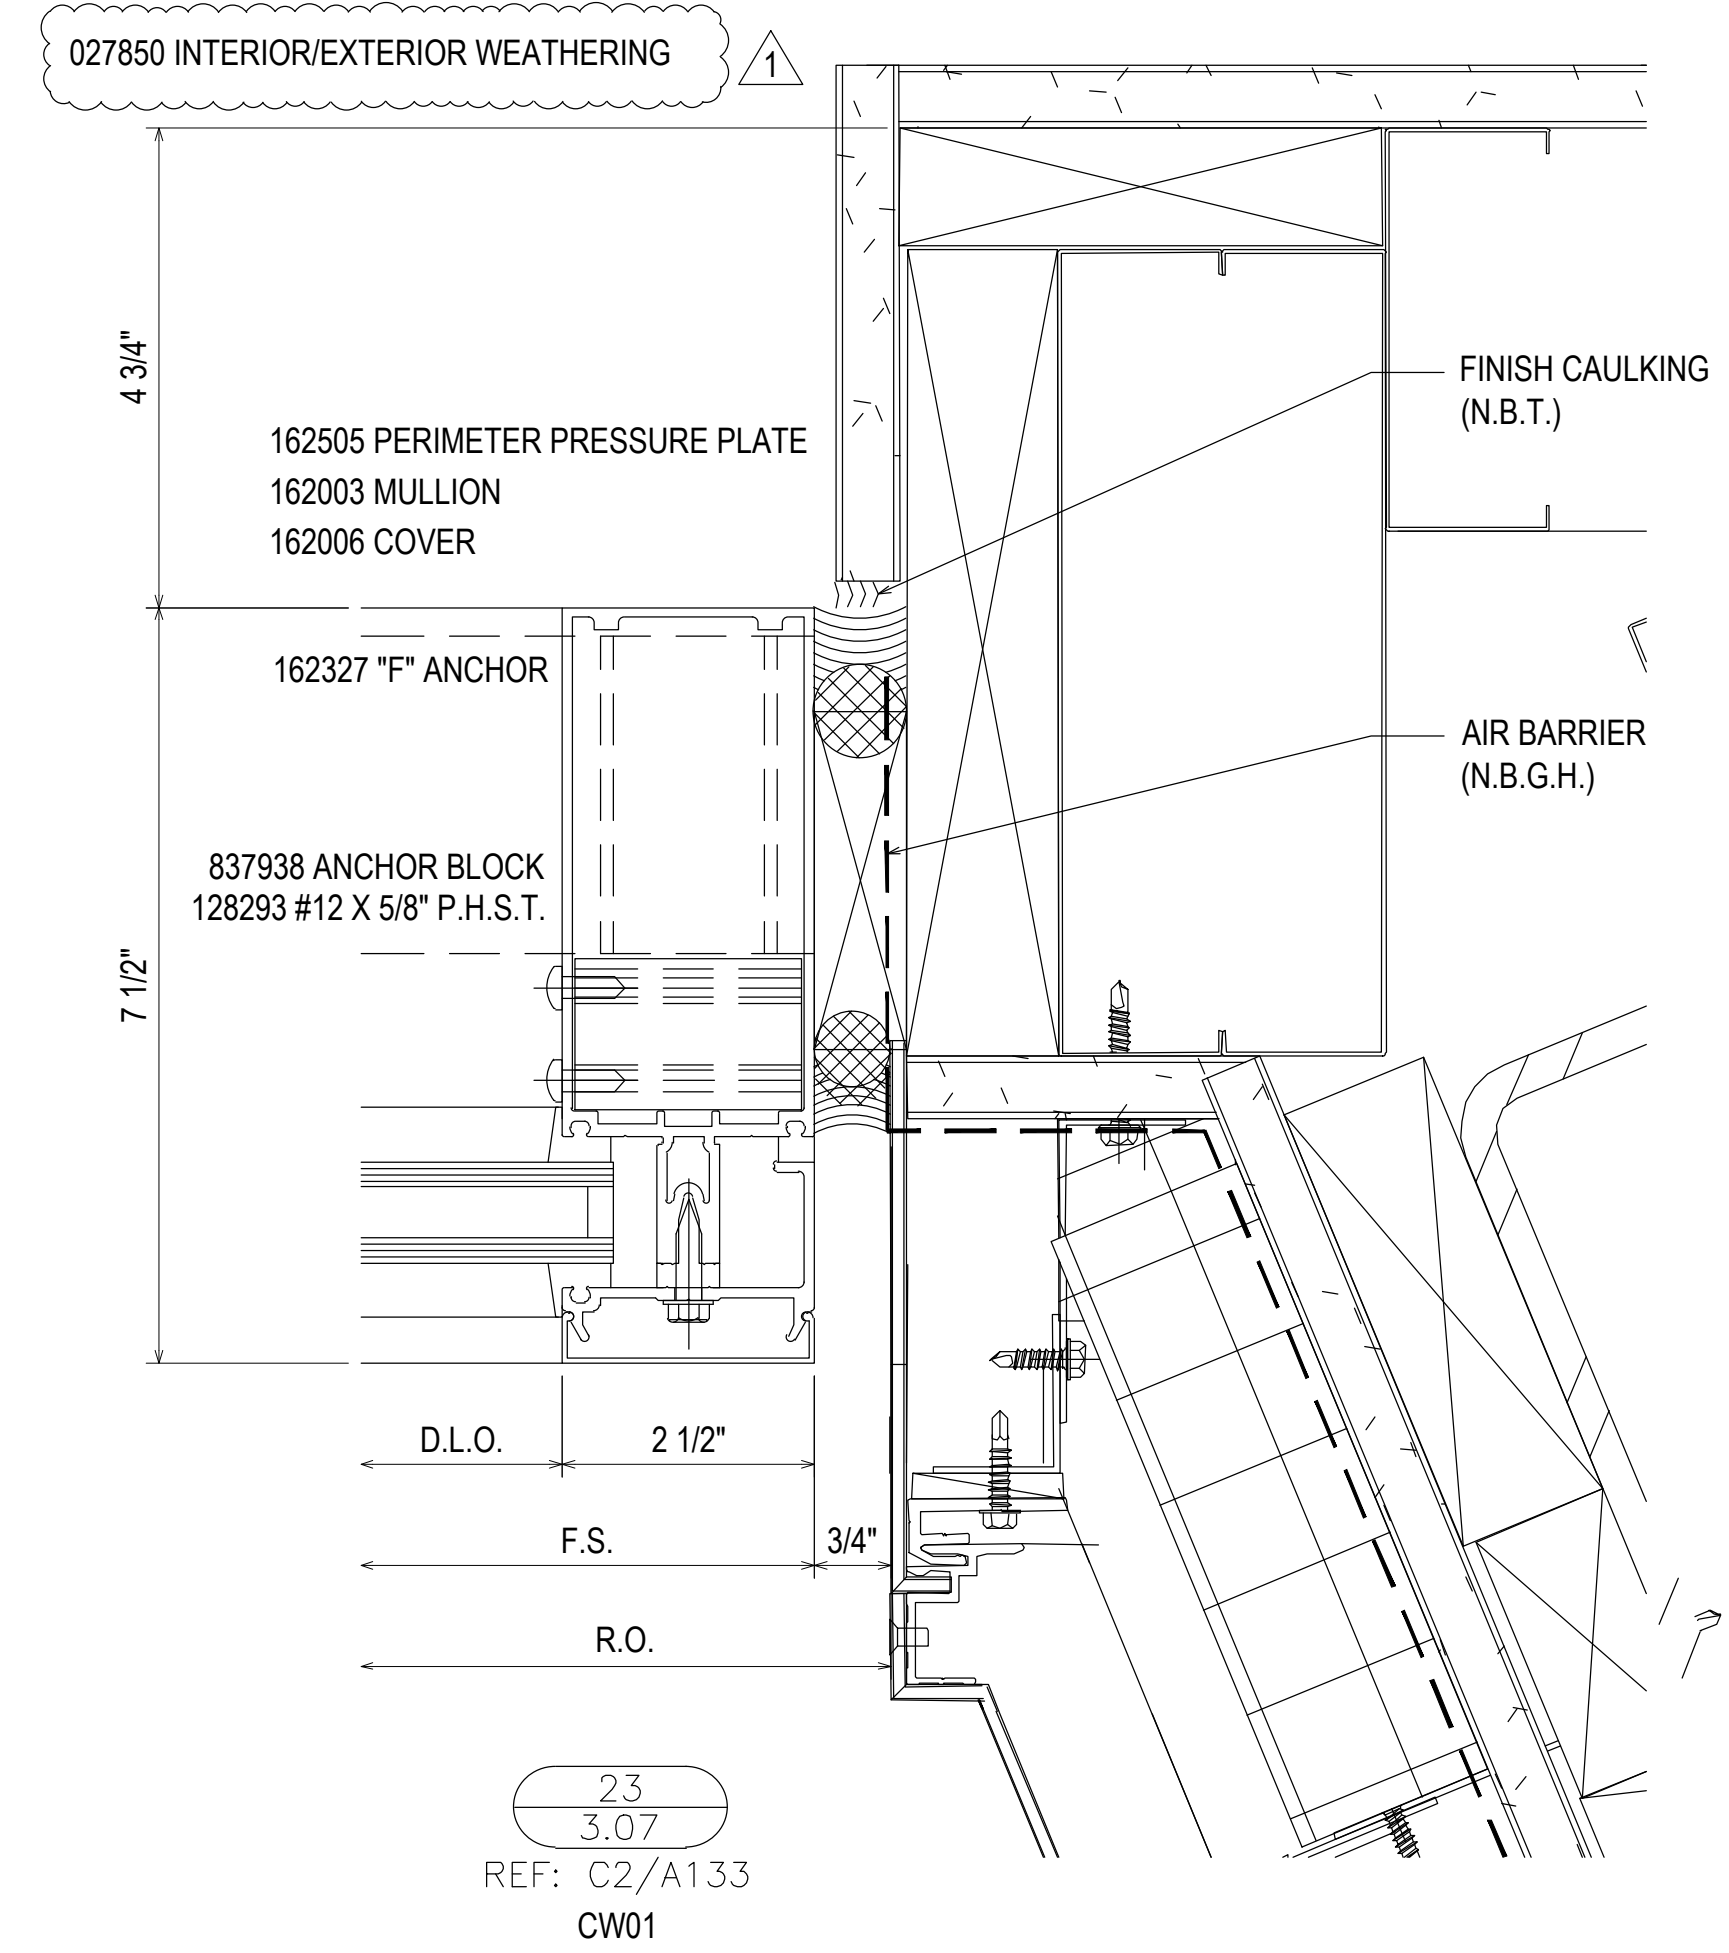 027850 INTERIOR/EXTERIOR WEATHERING
1
4 3/4"
162505 PERIMETER PRESSURE PLATE
162003 MULLION
162006 COVER
FINISH CAULKING
(N.B.T.)
162327 "F" ANCHOR
AIR BARRIER
(N.B.G.H.)
837938 ANCHOR BLOCK
128293 #12 X 5/8" P.H.S.T.
7 1/2"
D.L.O.
2 1/2"
F.S.
3/4"
R.O.
23
3.07
REF: C2/A133
CW01